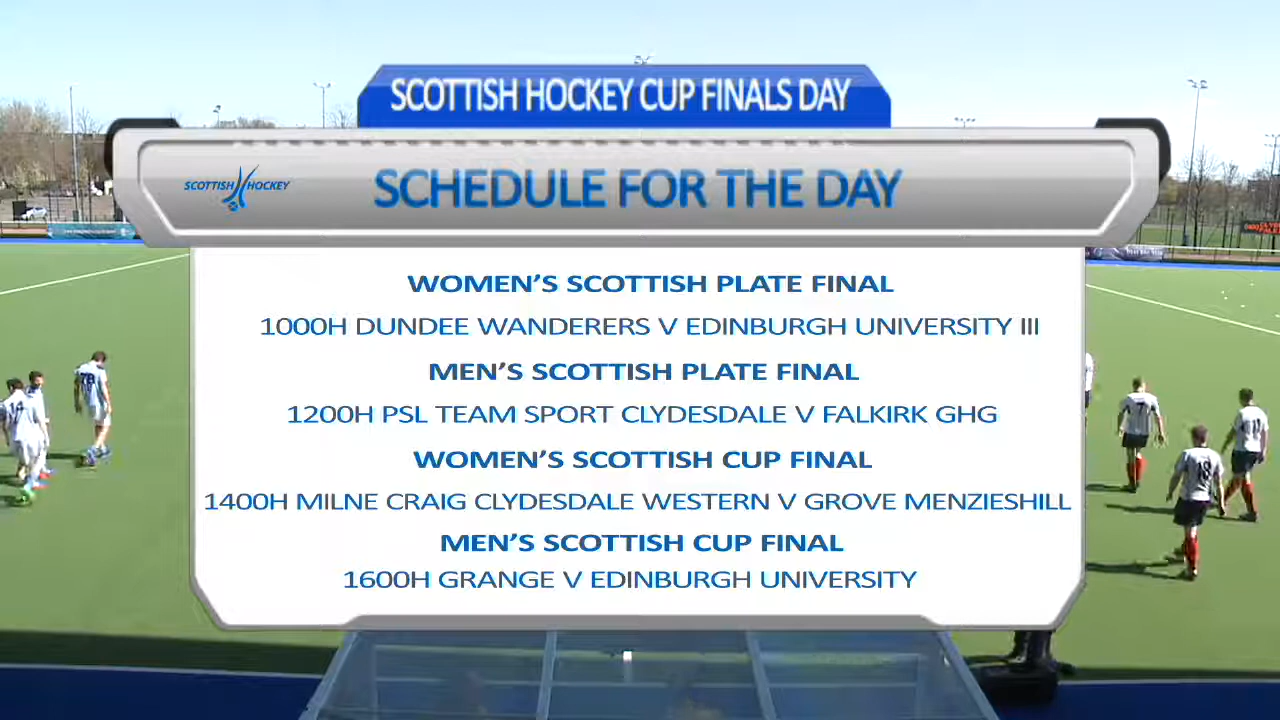 SCOTTISH HOCKEY CUP FINALS DAY
SCOTTISH HOCKEY
SCHEDULE FOR THE DAY
WOMEN’S SCOTTISH PLATE FINAL
1000H DUNDEE WANDERERS V EDINBURGH UNIVERSITY III
MEN’S SCOTTISH PLATE FINAL
1200H PSL TEAM SPORT CLYDESDALE V FALKIRK GHG
WOMEN’S SCOTTISH CUP FINAL
1400H MILNE CRAIG CLYDESDALE WESTERN V GROVE MENZIESHILL
MEN’S SCOTTISH CUP FINAL
1600H GRANGE V EDINBURGH UNIVERSITY
7
18